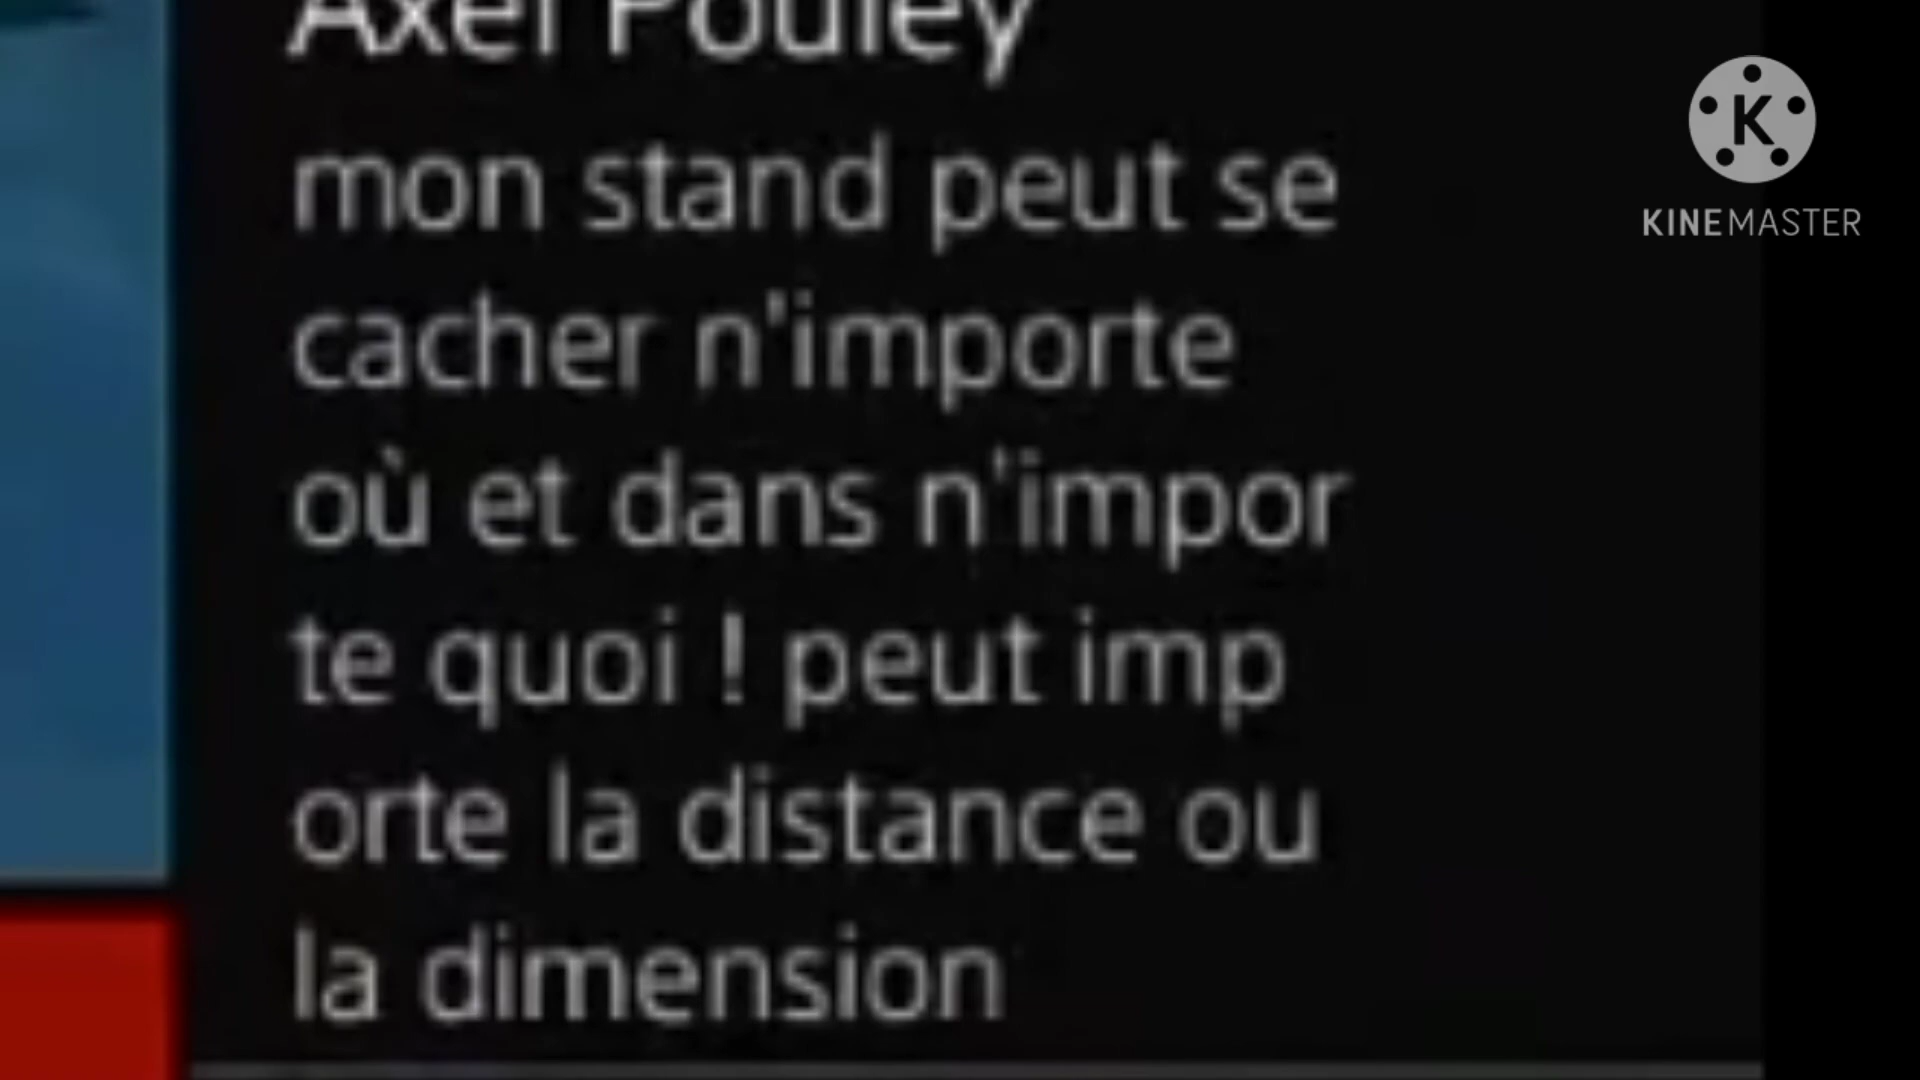 Axel Pouley
mon stand peut se
cacher n'importe
où et dans n'impor
te quoi ! peut imp
orte la distance ou
la dimension
K
KINEMASTER